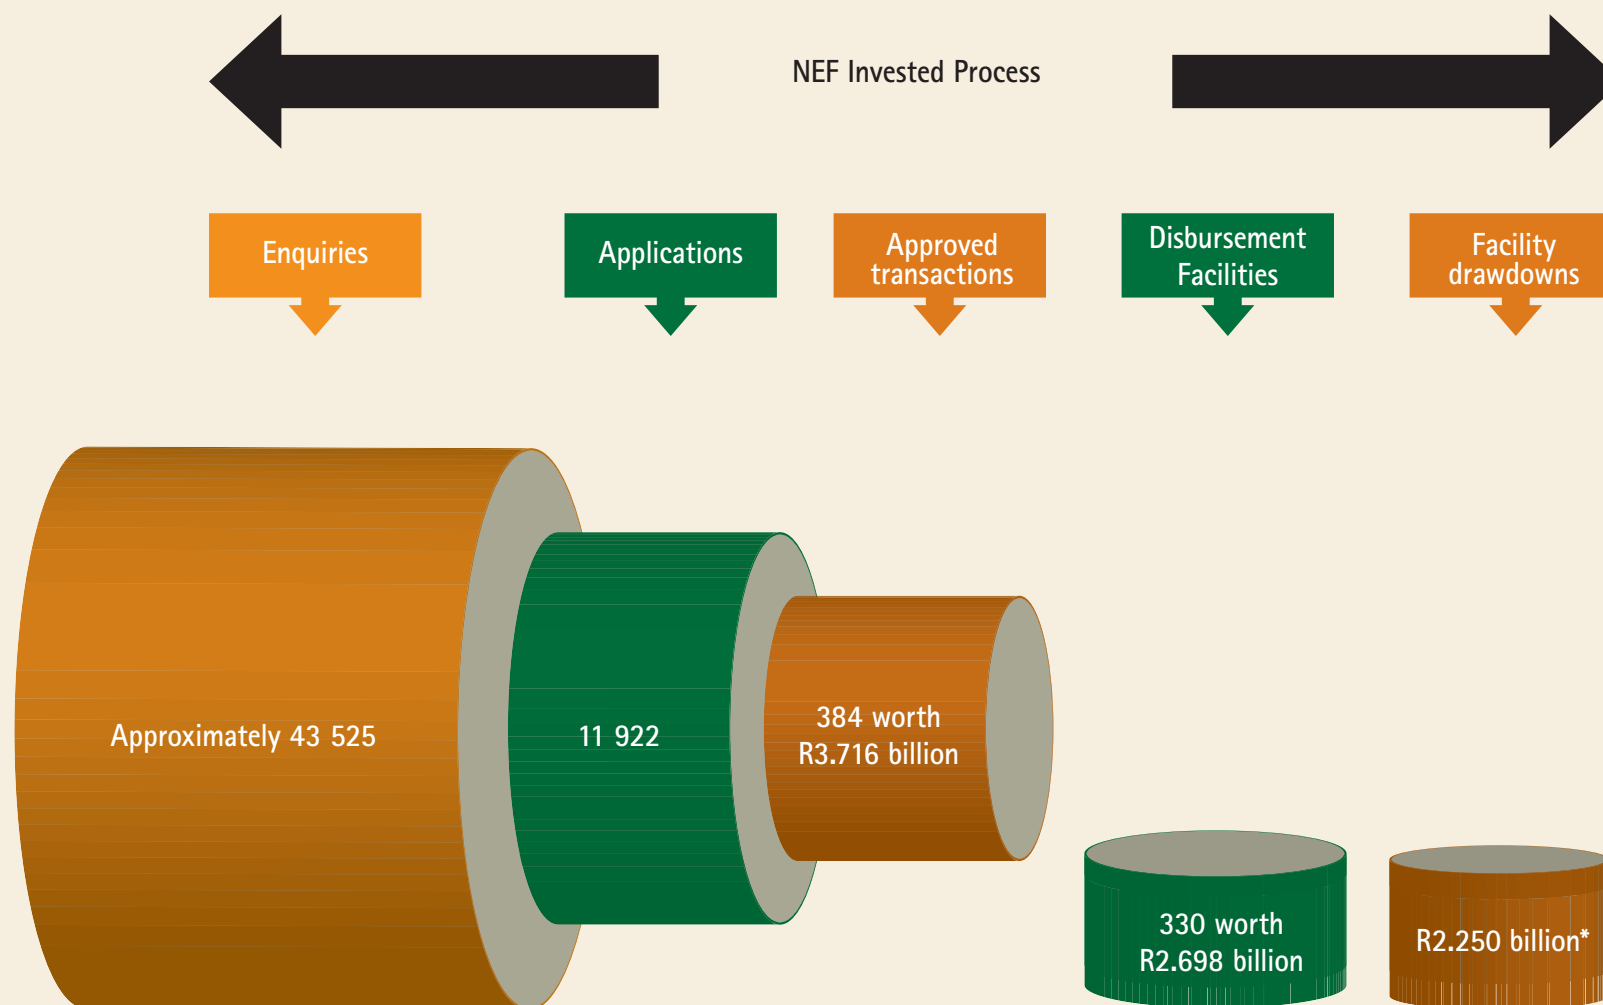 NEF Invested Process
Enquiries
Applications
Approved
transactions
Disbursement
Facilities
Facility
drawdowns
Approximately 43 525
11 922
384 worth
R3.716 billion
330 worth
R2.698 billion
R2.250 billion*